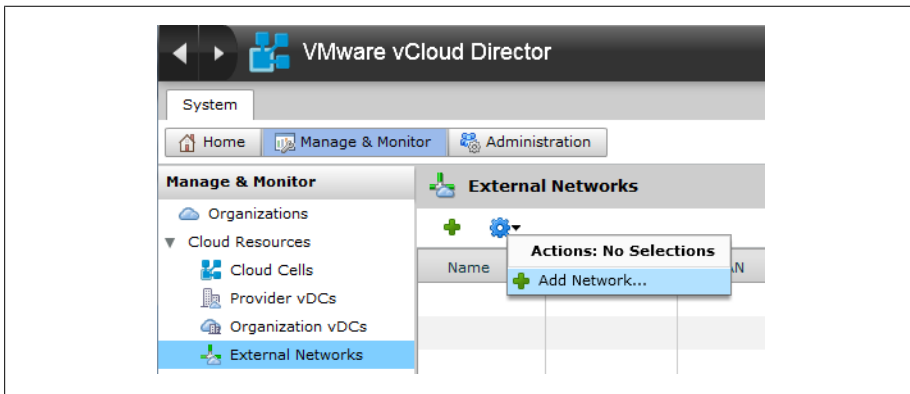 VMware vCloud Director
System
Home Manage & Monitor Administration
Manage & Monitor
External Networks
Organizations
Cloud Resources
Actions: No Selections
Cloud Cells
Name
Add Network...
Provider vDCs
Organization vDCs
External Networks